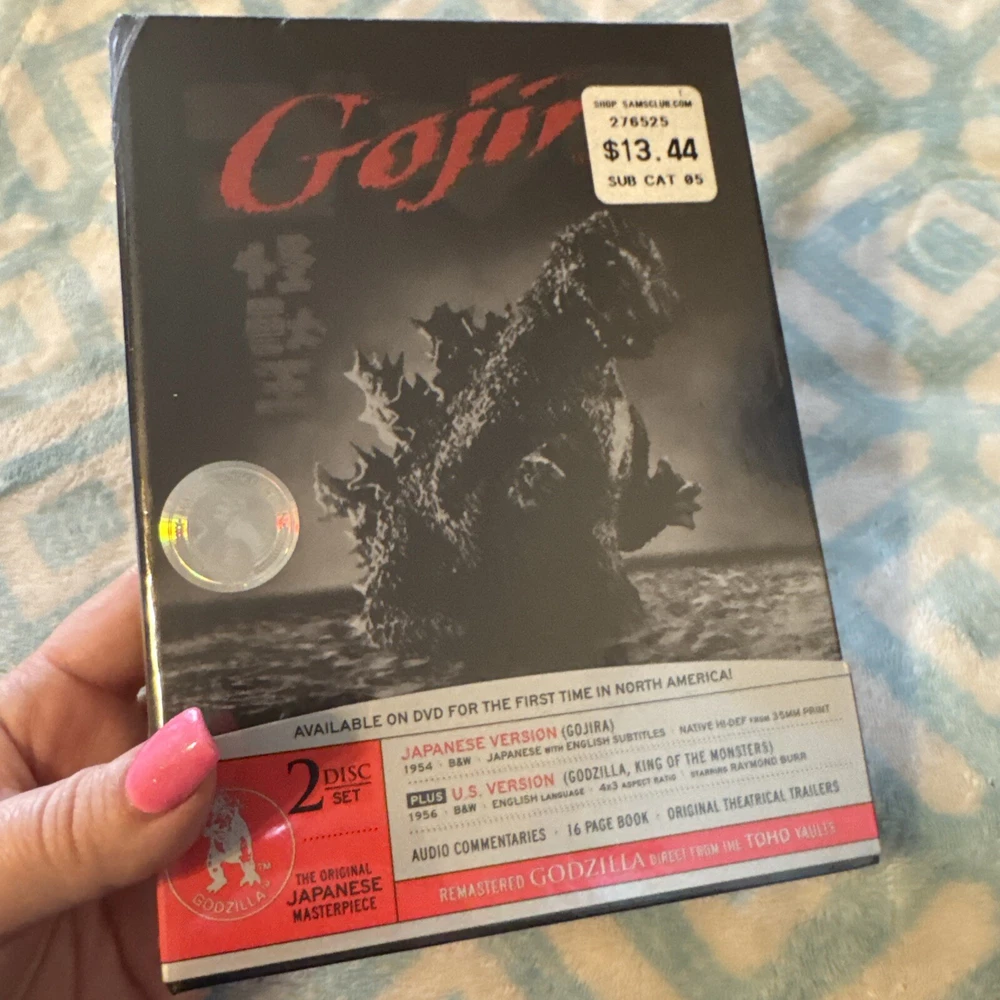 Gojir
SHOP SAMSCLUB.COM
276525
$13.44
SUB CAT 05
怪獣王
AVAILABLE ON DVD FOR THE FIRST TIME IN NORTH AMERICA!
2 DISC SET
THE ORIGINAL
JAPANESE
MASTERPIECE
GODZILLA
TM
JAPANESE VERSION (GOJIRA)
1954 · B&W · JAPANESE WITH ENGLISH SUBTITLES · NATIVE HI-DEF FROM 35MM PRINT
PLUS U.S. VERSION (GODZILLA, KING OF THE MONSTERS)
1956 · B&W · ENGLISH LANGUAGE · 4x3 ASPECT RATIO · STARRING RAYMOND BURR
AUDIO COMMENTARIES · 16 PAGE BOOK · ORIGINAL THEATRICAL TRAILERS
REMASTERED GODZILLA DIRECT FROM THE TOHO VAULTS